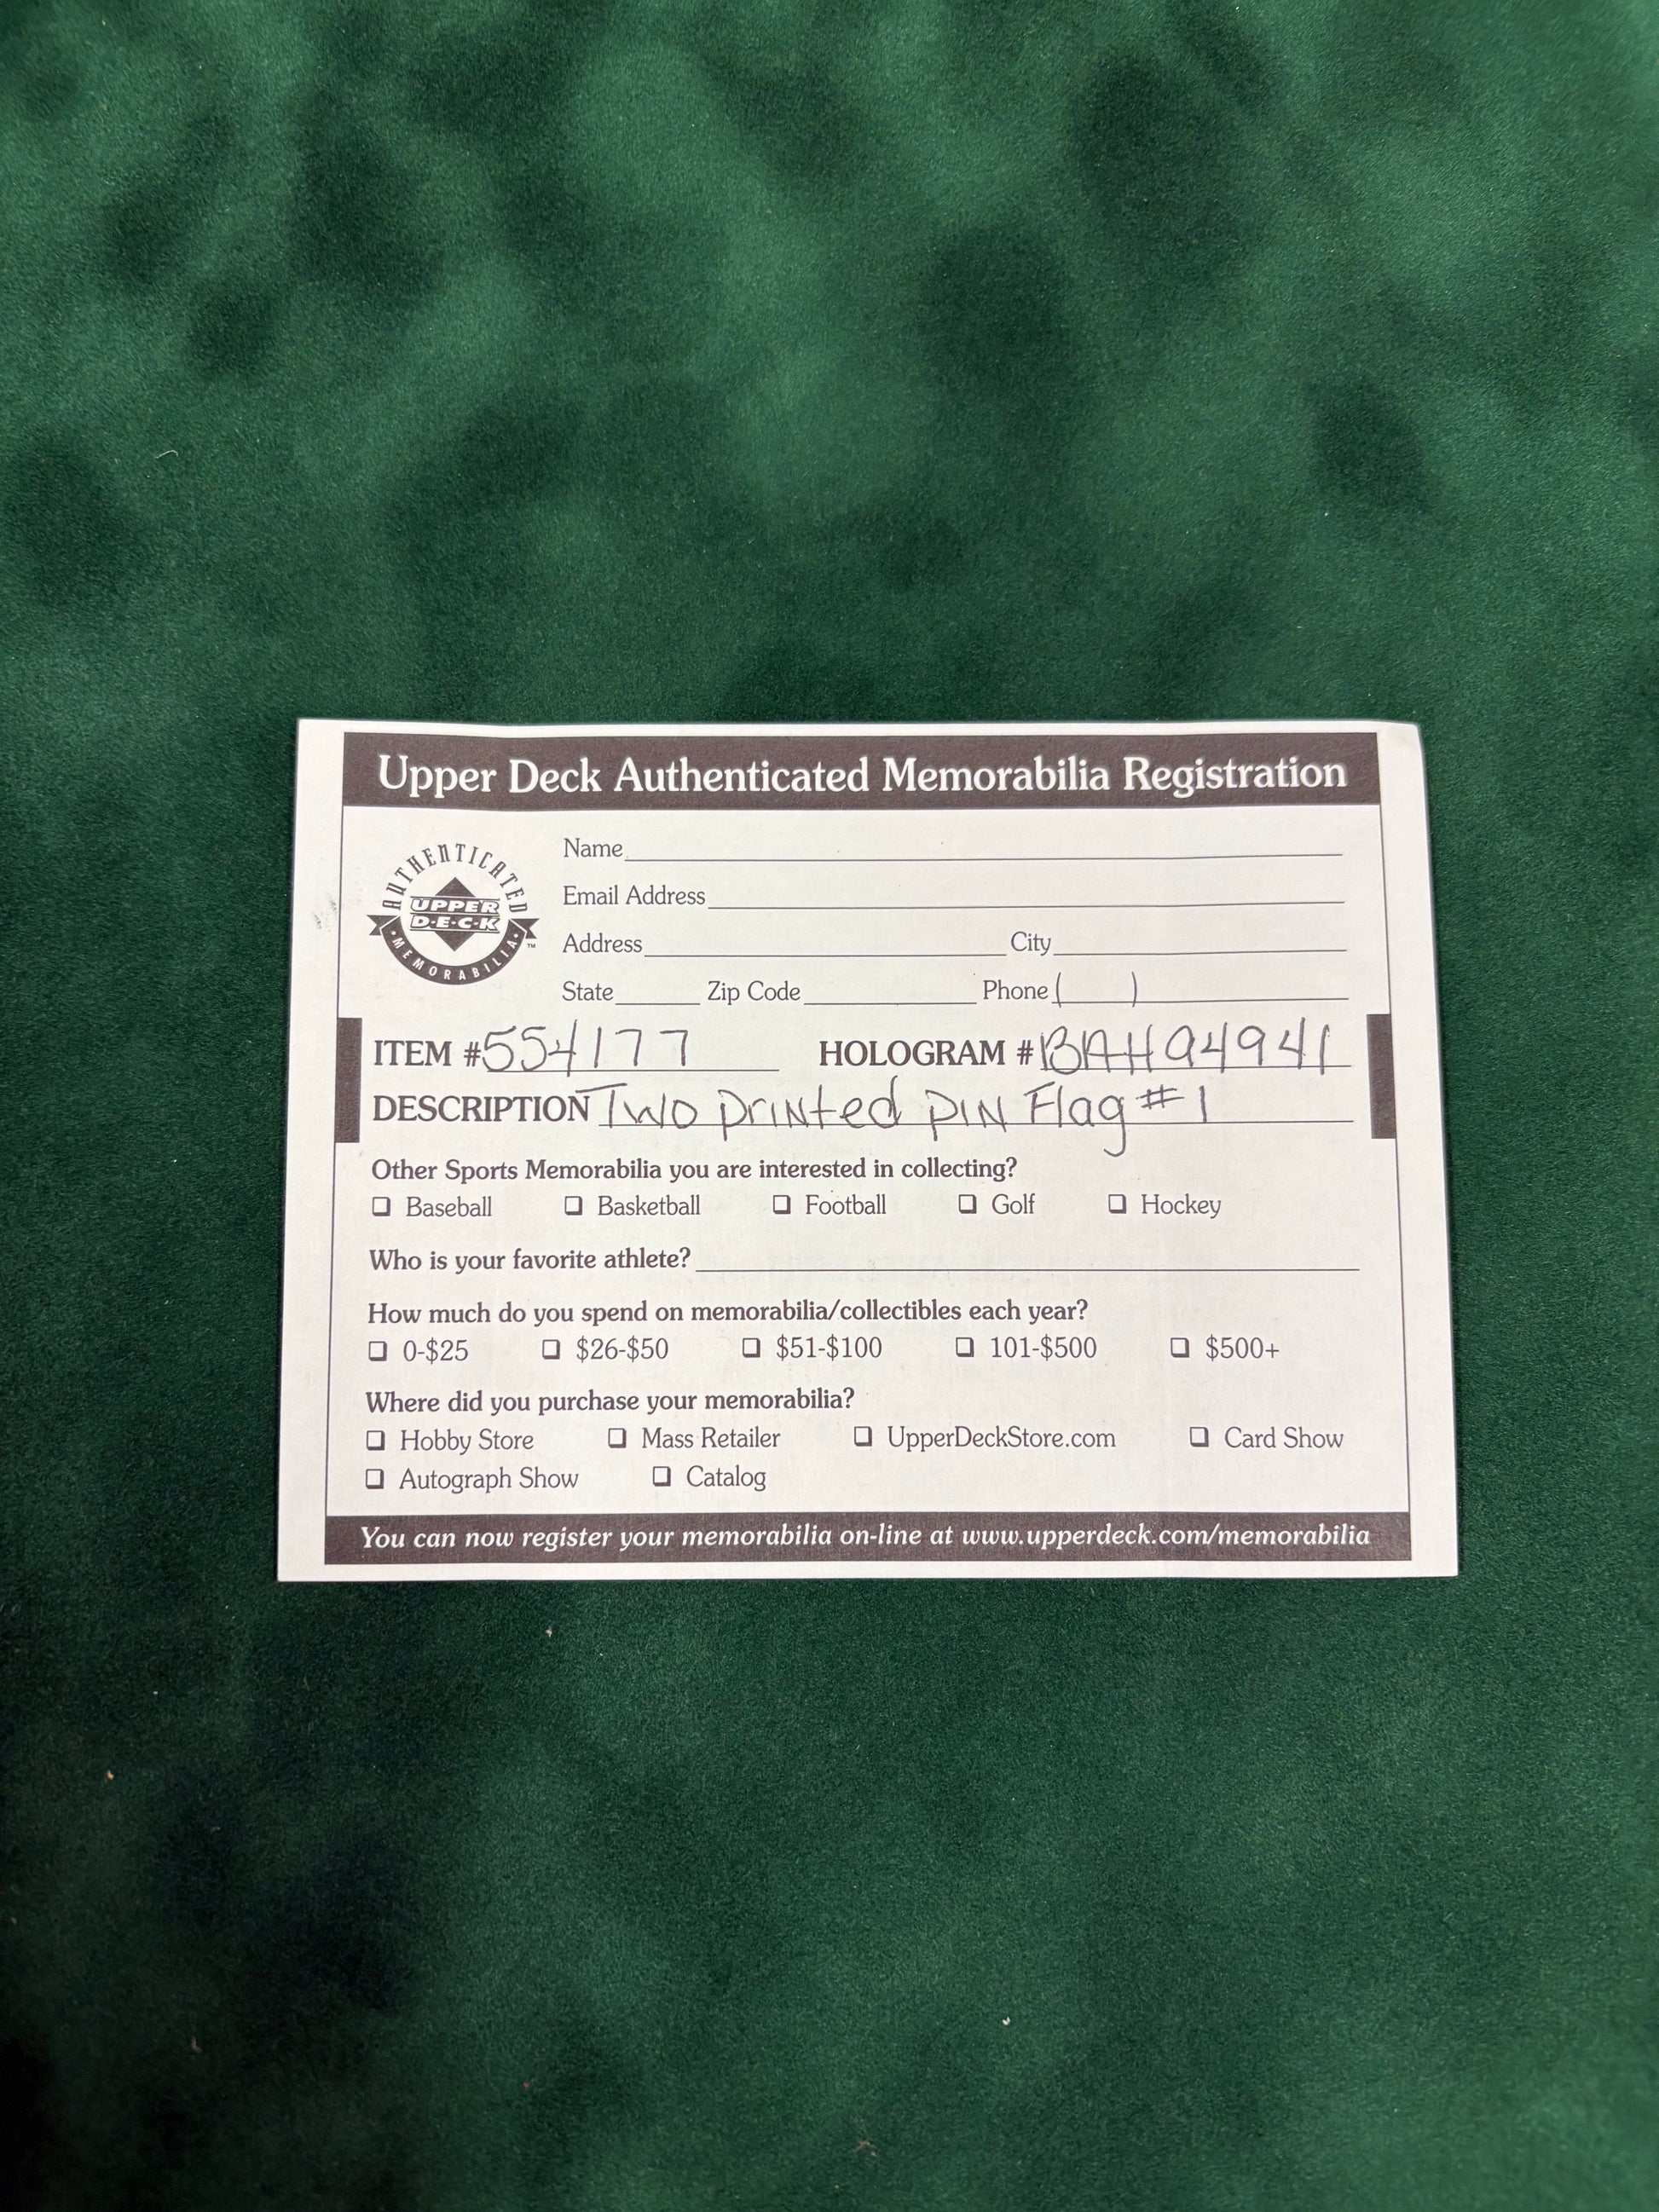 Upper Deck Authenticated Memorabilia Registration
AUTHENTICATED
UPPER
D·E·C·K
MEMORABILIA
TM
Name
Email Address
Address City
State Zip Code Phone ( )
ITEM #554177 HOLOGRAM #BAH94941
DESCRIPTION Two printed PIN Flag #1
Other Sports Memorabilia you are interested in collecting?
❑ Baseball ❑ Basketball ❑ Football ❑ Golf ❑ Hockey
Who is your favorite athlete?
How much do you spend on memorabilia/collectibles each year?
❑ 0-$25 ❑ $26-$50 ❑ $51-$100 ❑ 101-$500 ❑ $500+
Where did you purchase your memorabilia?
❑ Hobby Store ❑ Mass Retailer ❑ UpperDeckStore.com ❑ Card Show
❑ Autograph Show ❑ Catalog
You can now register your memorabilia on-line at www.upperdeck.com/memorabilia